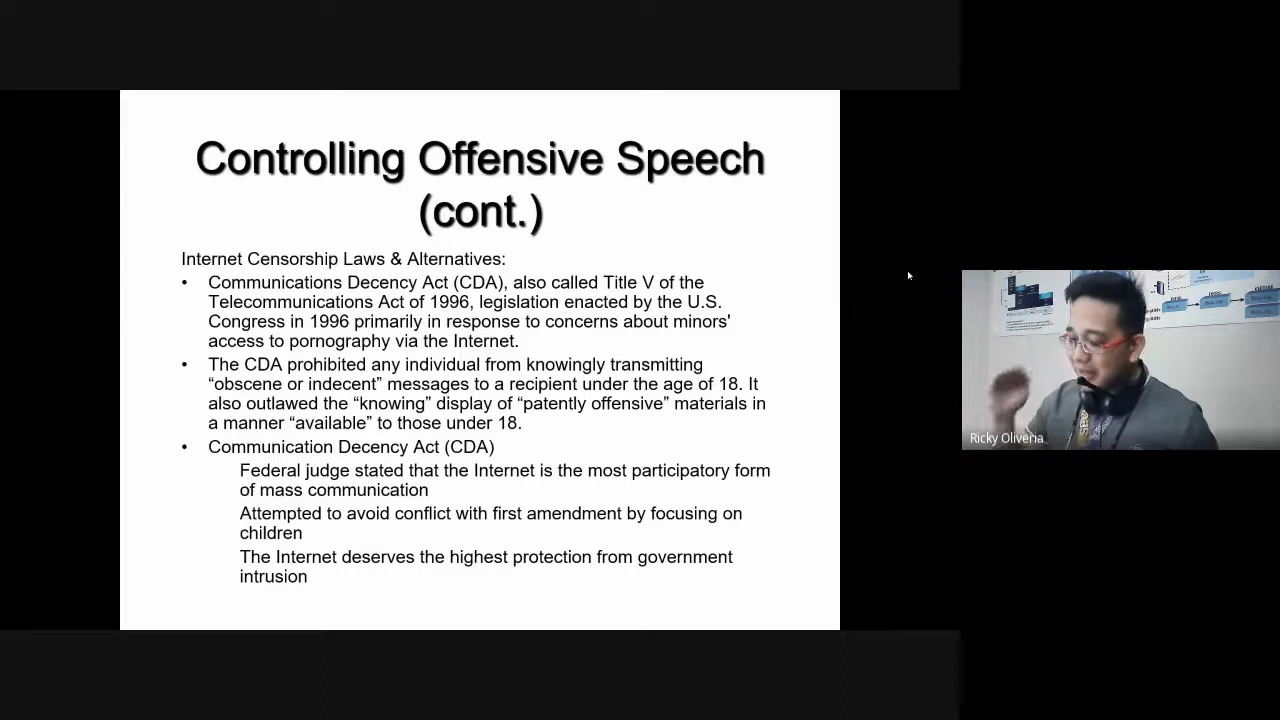 Controlling Offensive Speech
(cont.)
Internet Censorship Laws & Alternatives:
• Communications Decency Act (CDA), also called Title V of the
Telecommunications Act of 1996, legislation enacted by the U.S.
Congress in 1996 primarily in response to concerns about minors'
access to pornography via the Internet.
• The CDA prohibited any individual from knowingly transmitting
“obscene or indecent” messages to a recipient under the age of 18. It
also outlawed the “knowing” display of “patently offensive” materials in
a manner “available” to those under 18.
• Communication Decency Act (CDA)
Federal judge stated that the Internet is the most participatory form
of mass communication
Attempted to avoid conflict with first amendment by focusing on
children
The Internet deserves the highest protection from government
intrusion
Ricky Oliveria